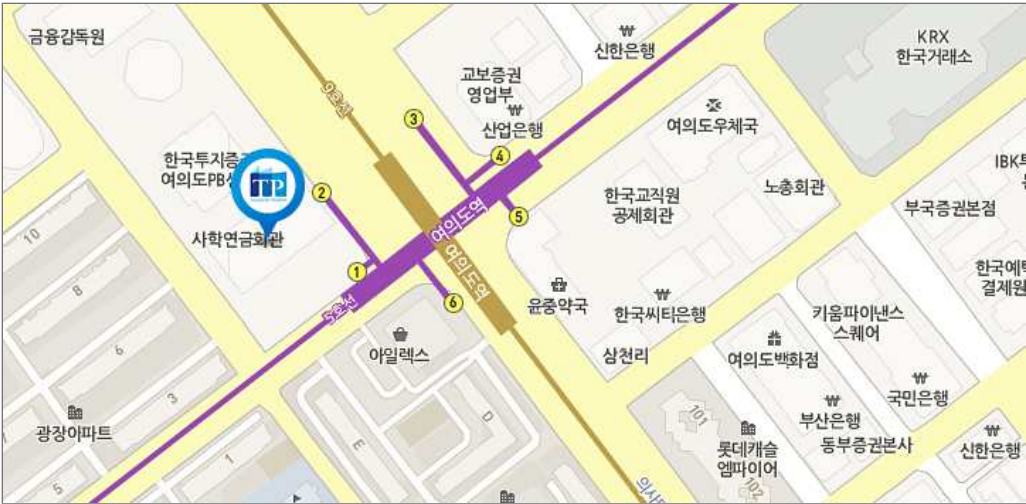 금융감독원
9호선
신한은행
KRX
한국거래소
교보증권
영업부
산업은행
3
4
여의도우체국
한국투자증
여의도PB
TP
2
한국교직원
공제회관
노총회관
IBK투
부국증권본점
5
여의도역
여의도역
사학연금회관
1
6
5호선
10
8
6
3
1
5
윤중약국
한국씨티은행
한국예탁
결제원
키움파이낸스
스퀘어
아일렉스
삼천리
여의도백화점
국민은행
부산은행
동부증권본사
신한은행
광장아파트
D
E
101
롯데캐슬
엠파이어
102
의사